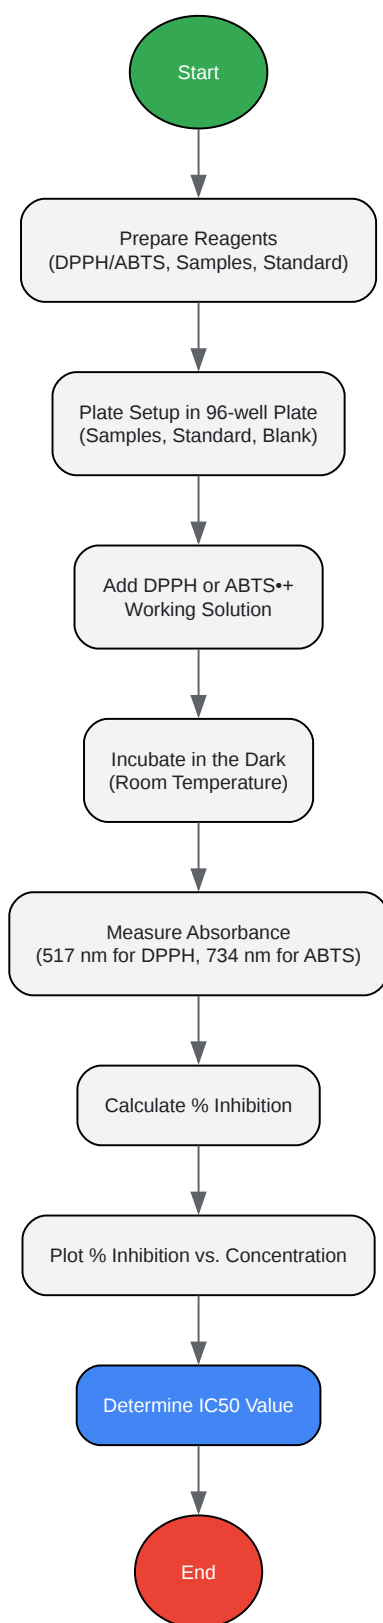 Start
Prepare Reagents
(DPPH/ABTS, Samples, Standard)
Plate Setup in 96-well Plate
(Samples, Standard, Blank)
Add DPPH or ABTS•+
Working Solution
Incubate in the Dark
(Room Temperature)
Measure Absorbance
(517 nm for DPPH, 734 nm for ABTS)
Calculate % Inhibition
Plot % Inhibition vs. Concentration
Determine IC50 Value
End